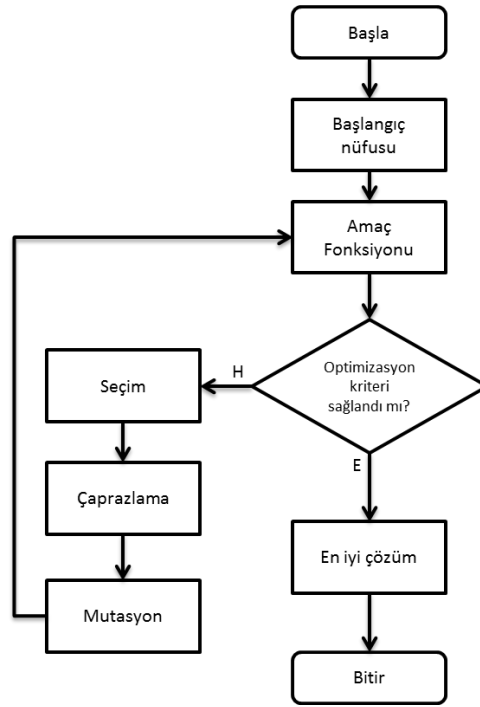 Başla
Başlangıç
nüfusu
Amaç
Fonksiyonu
Optimizasyon
kriteri
sağlandı mı?
H
Seçim
Çaprazlama
Mutasyon
E
En iyi çözüm
Bitir